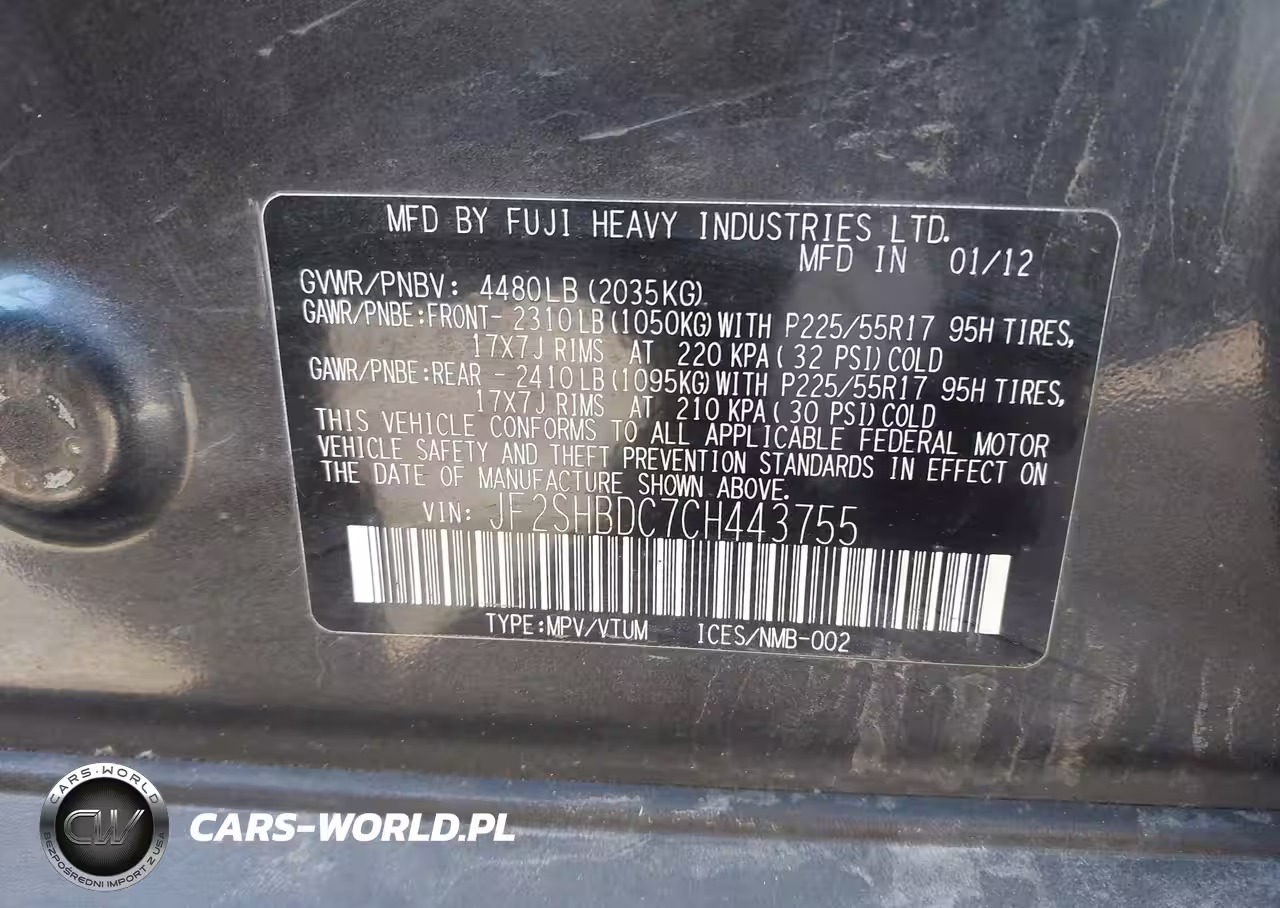 MFD BY FUJI HEAVY INDUSTRIES LTD.
MFD IN 01/12
GVWR/PNBV: 4480LB (2035KG)
GAWR/PNBE:FRONT- 2310LB(1050KG)WITH P225/55R17 95H TIRES,
17X7J RIMS AT 220 KPA( 32 PSI)COLD
GAWR/PNBE:REAR - 2410LB(1095KG)WITH P225/55R17 95H TIRES,
17X7J RIMS AT 210 KPA( 30 PSI)COLD
THIS VEHICLE CONFORMS TO ALL APPLICABLE FEDERAL MOTOR
VEHICLE SAFETY AND THEFT PREVENTION STANDARDS IN EFFECT ON
THE DATE OF MANUFACTURE SHOWN ABOVE.
VIN: JF2SHBDC7CH443755
TYPE:MPV/VTUM ICES/NMB-002
CARS-WORLD
CW
BEZPOŚREDNI IMPORT Z USA
CARS-WORLD.PL